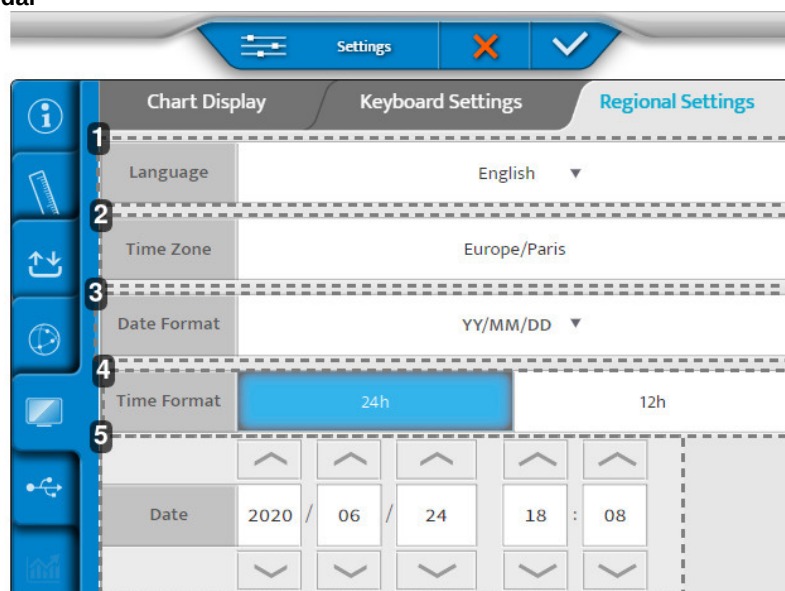 Settings
Chart Display Keyboard Settings Regional Settings
1
Language English
2
Time Zone Europe/Paris
3
Date Format YY/MM/DD
4
Time Format 24h 12h
5
Date 2020 / 06 / 24 18 : 08